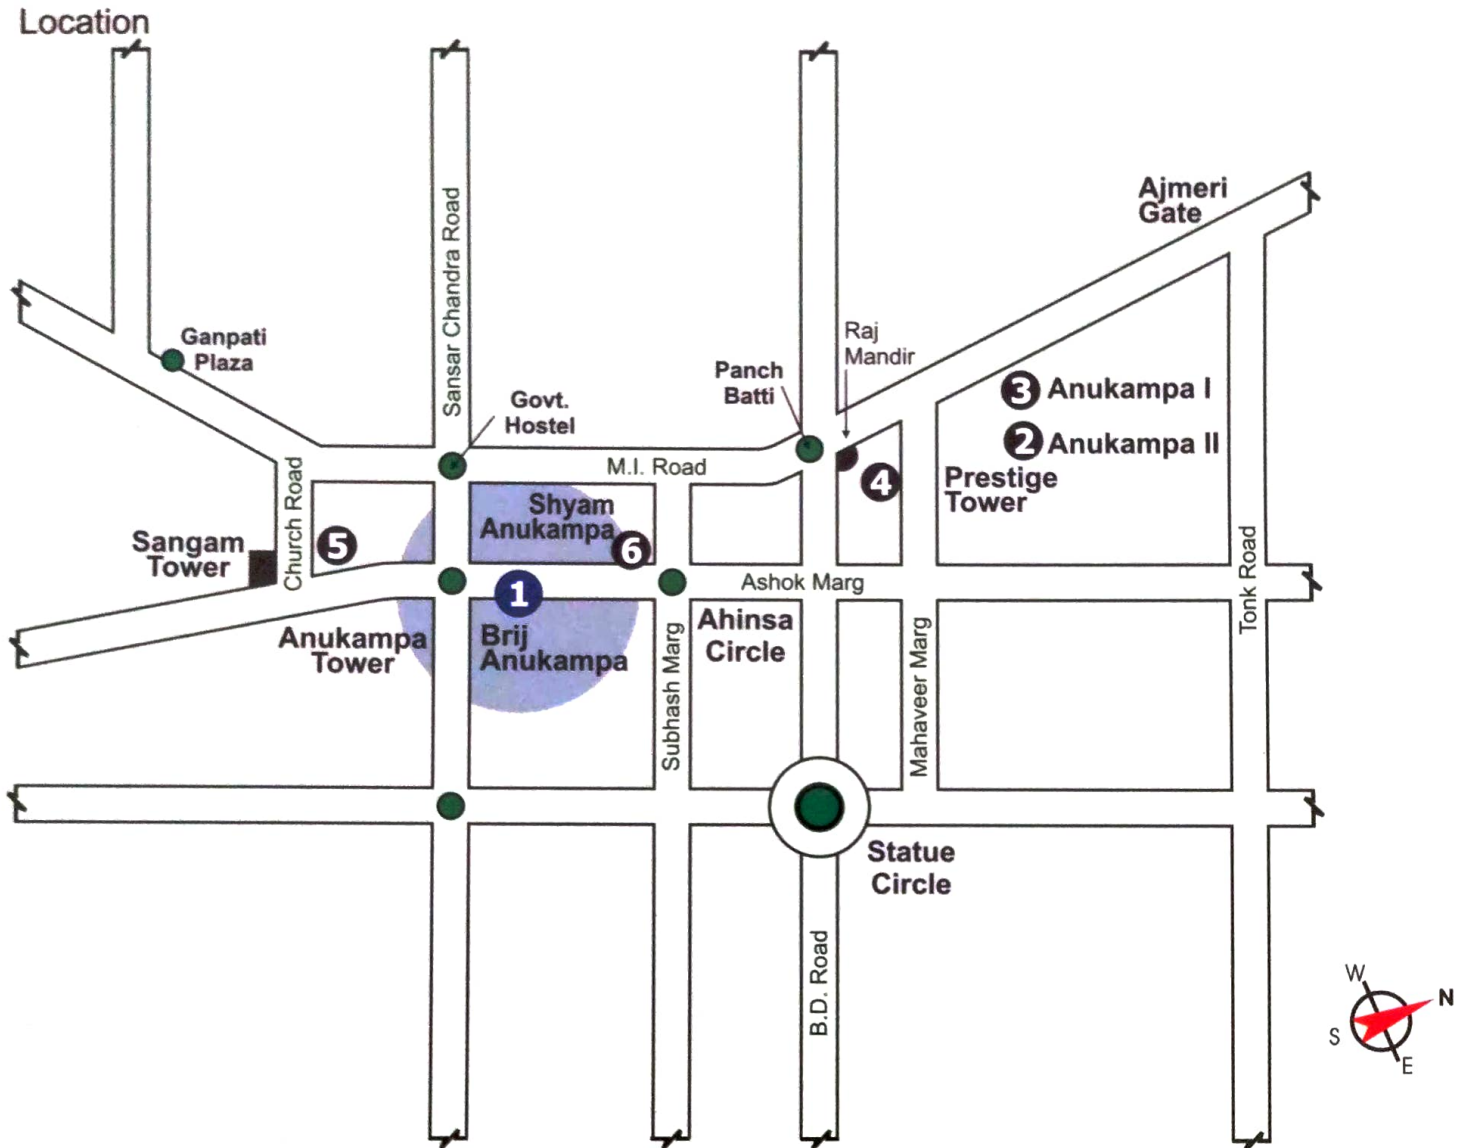 Location
Ajmeri
Gate
Sansar Chandra Road
Ganpati
Plaza
Raj
Mandir
Panch
Batti
3 Anukampa I
Govt.
Hostel
2 Anukampa II
M.I. Road
4
Prestige
Tower
Shyam
Anukampa
6
Church Road
5
Sangam
Tower
1
Ashok Marg
Tonk Road
Anukampa
Tower
Brij
Anukampa
Ahinsa
Circle
Subhash Marg
Mahaveer Marg
Statue
Circle
B.D. Road
W
N
S
E